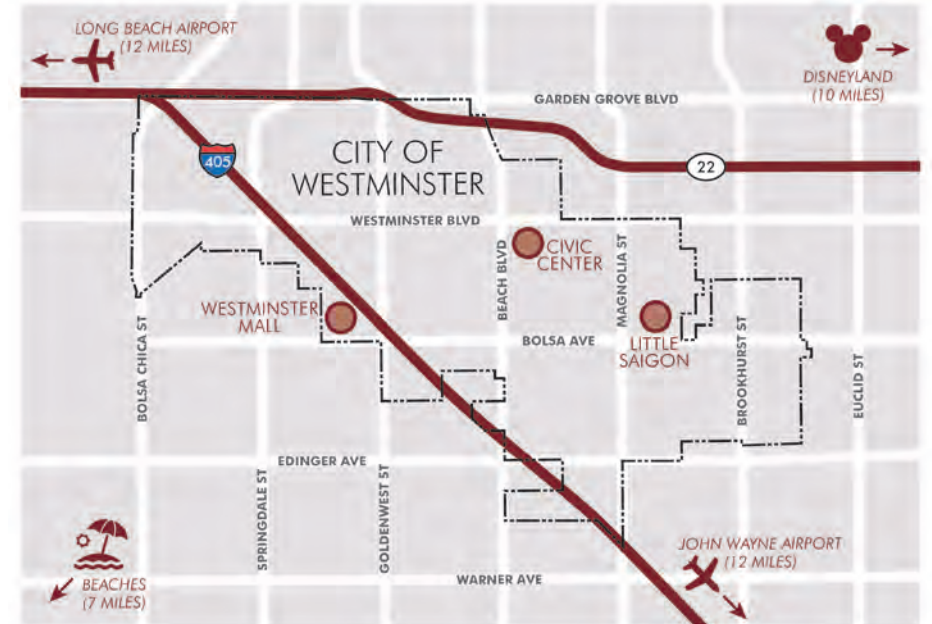 LONG BEACH AIRPORT
(12 MILES)
DISNEYLAND
(10 MILES)
GARDEN GROVE BLVD
CITY OF
WESTMINSTER
405
22
WESTMINSTER BLVD
BEACH BLVD
CIVIC
CENTER
MAGNOLIA ST
WESTMINSTER
MALL
BOLSA AVE
LITTLE
SAIGON
BOLSA CHICA ST
BROOKHURST ST
EUCLID ST
EDINGER AVE
SPRINGDALE ST
GOLDENWEST ST
JOHN WAYNE AIRPORT
(12 MILES)
WARNER AVE
BEACHES
(7 MILES)